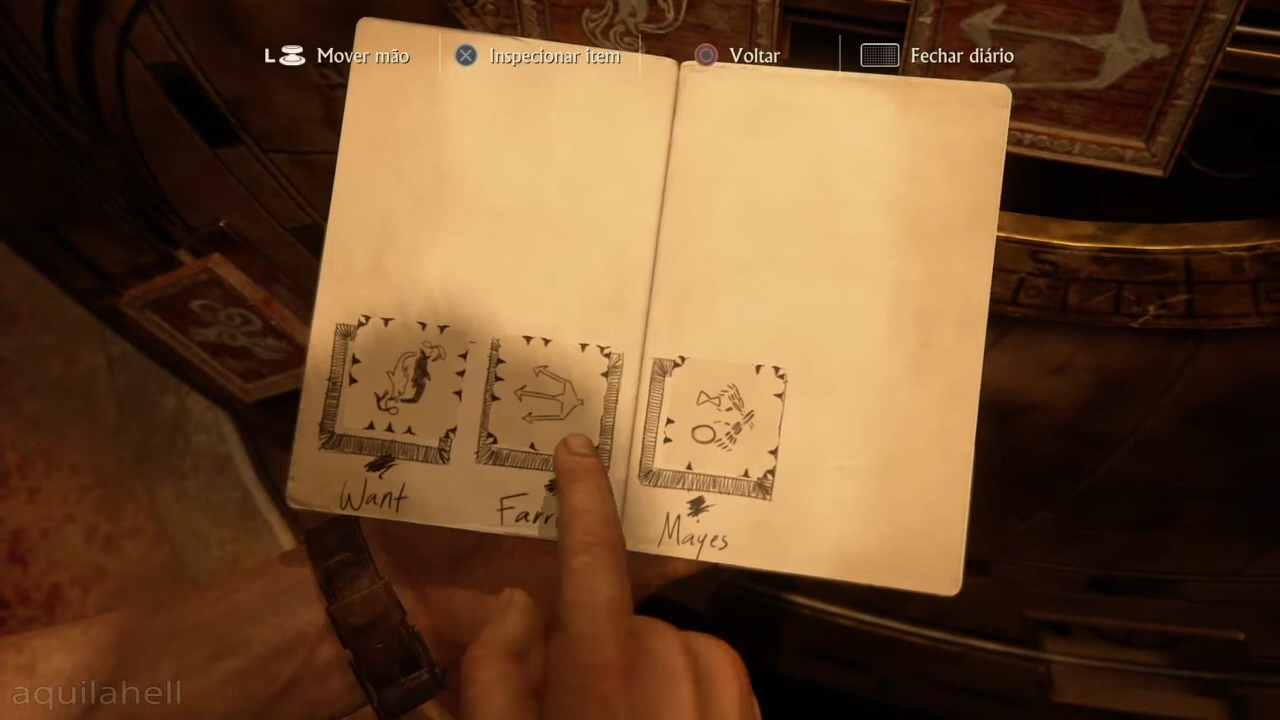 L Mover mão
Inspecionar item
Voltar
Fechar diário
Want
Mayes
aquilahell